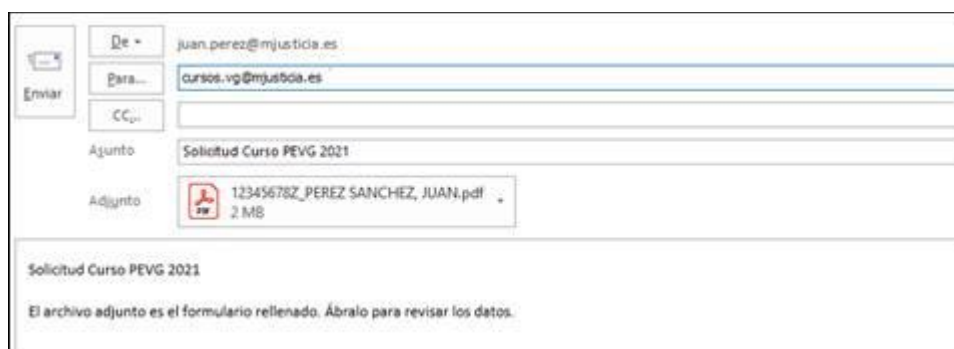 De
juan.perez@mjusticia.es
Enviar
Para...
cursos.vg@mjusticia.es
CC...
Asunto
Solicitud Curso PEVG 2021
Adjunto
PDF
12345678Z_PEREZ SANCHEZ, JUAN.pdf
2 MB
Solicitud Curso PEVG 2021
El archivo adjunto es el formulario rellenado. Ábralo para revisar los datos.